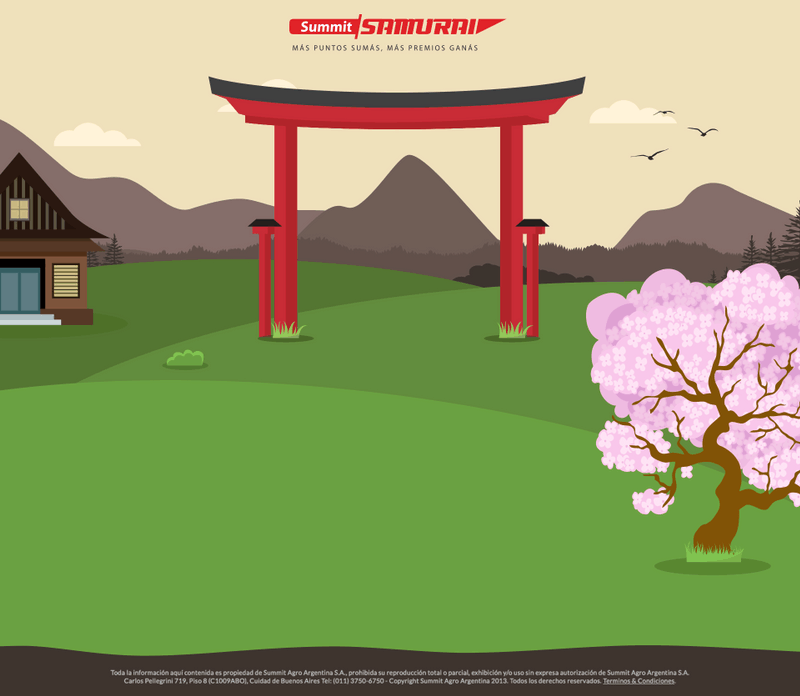 Summit SAMURAI
MÁS PUNTOS SUMÁS, MÁS PREMIOS GANÁS
Toda la información aquí contenida es propiedad de Summit Agro Argentina S.A., prohibida su reproducción total o parcial, exhibición y/o uso sin expresa autorización de Summit Agro Argentina S.A.
Carlos Pellegrini 719, Piso 8 (C1009ABO), Cuidad de Buenos Aires Tel: (011) 3750-6750 - Copyright Summit Agro Argentina 2013. Todos los derechos reservados. Terminos & Condiciones.